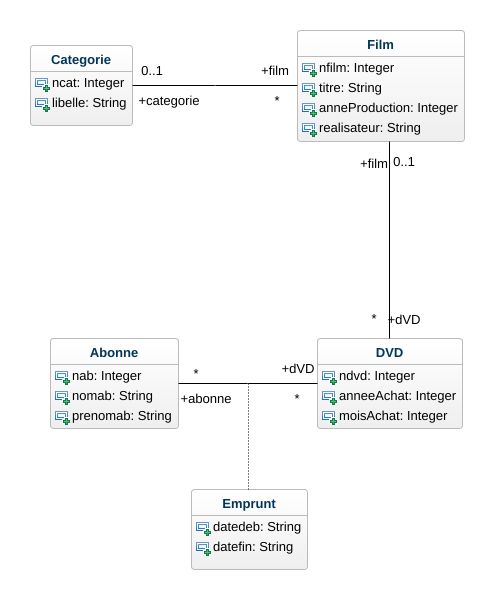 Categorie
ncat: Integer
libelle: String
0..1
+film
+categorie
*
Film
nfilm: Integer
titre: String
anneProduction: Integer
realisateur: String
+film
0..1
*
+dVD
Abonne
nab: Integer
nomab: String
prenomab: String
*
+dVD
+abonne
*
DVD
ndvd: Integer
anneeAchat: Integer
moisAchat: Integer
Emprunt
datedeb: String
datefin: String